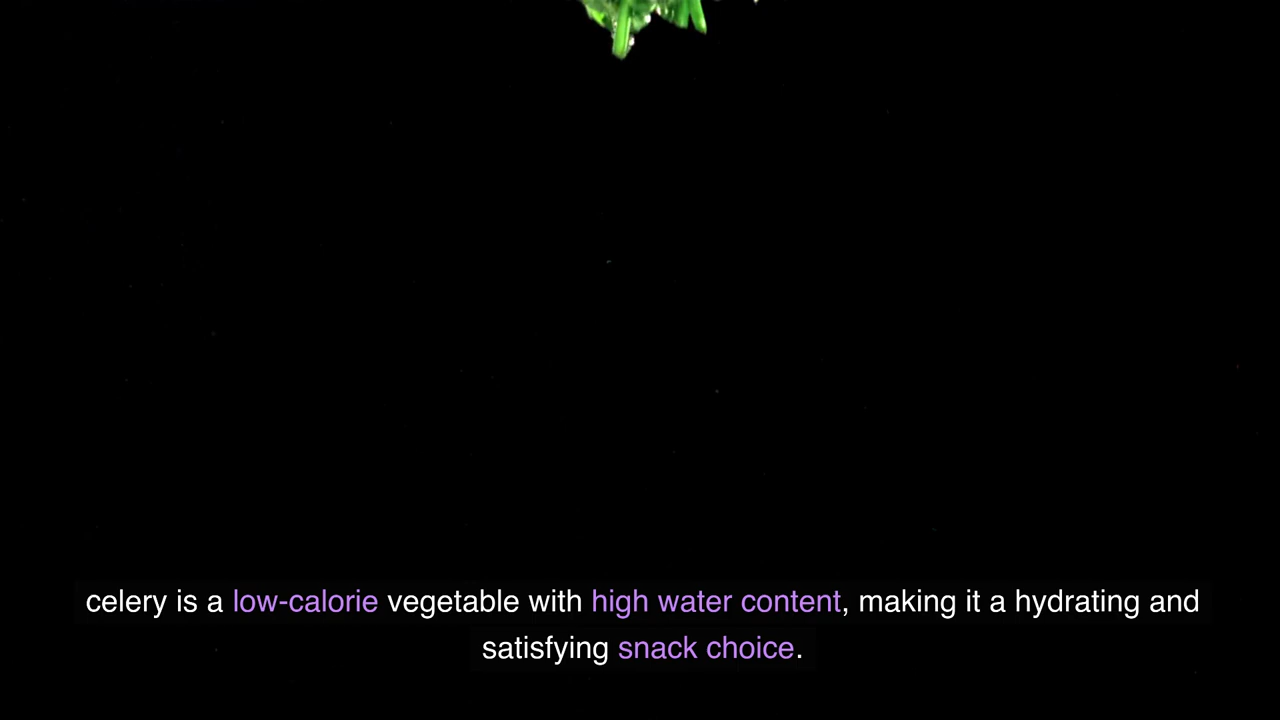 celery is a low-calorie vegetable with high water content, making it a hydrating and
satisfying snack choice.